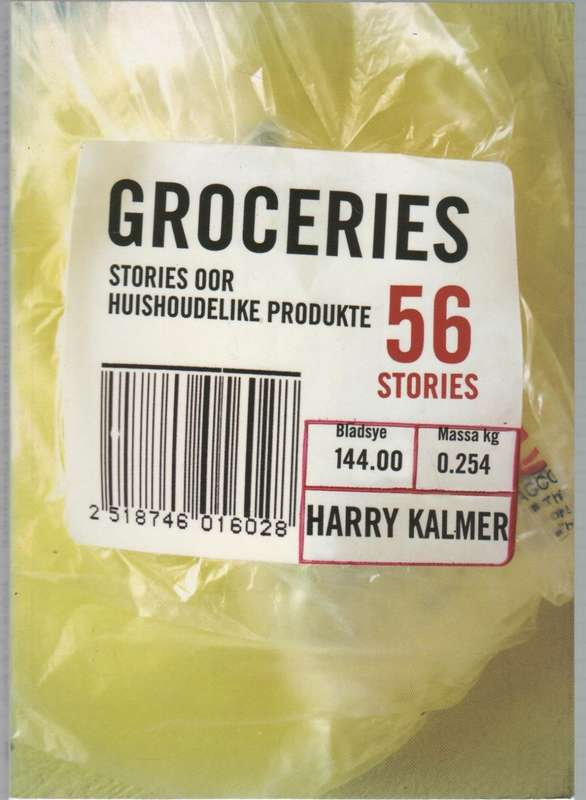 GROCERIES
STORIES OOR
HUISHOUDELIKE PRODUKTE
56
STORIES
Bladsye
Massa kg
144.00
0.254
HARRY KALMER
2 518746 016028